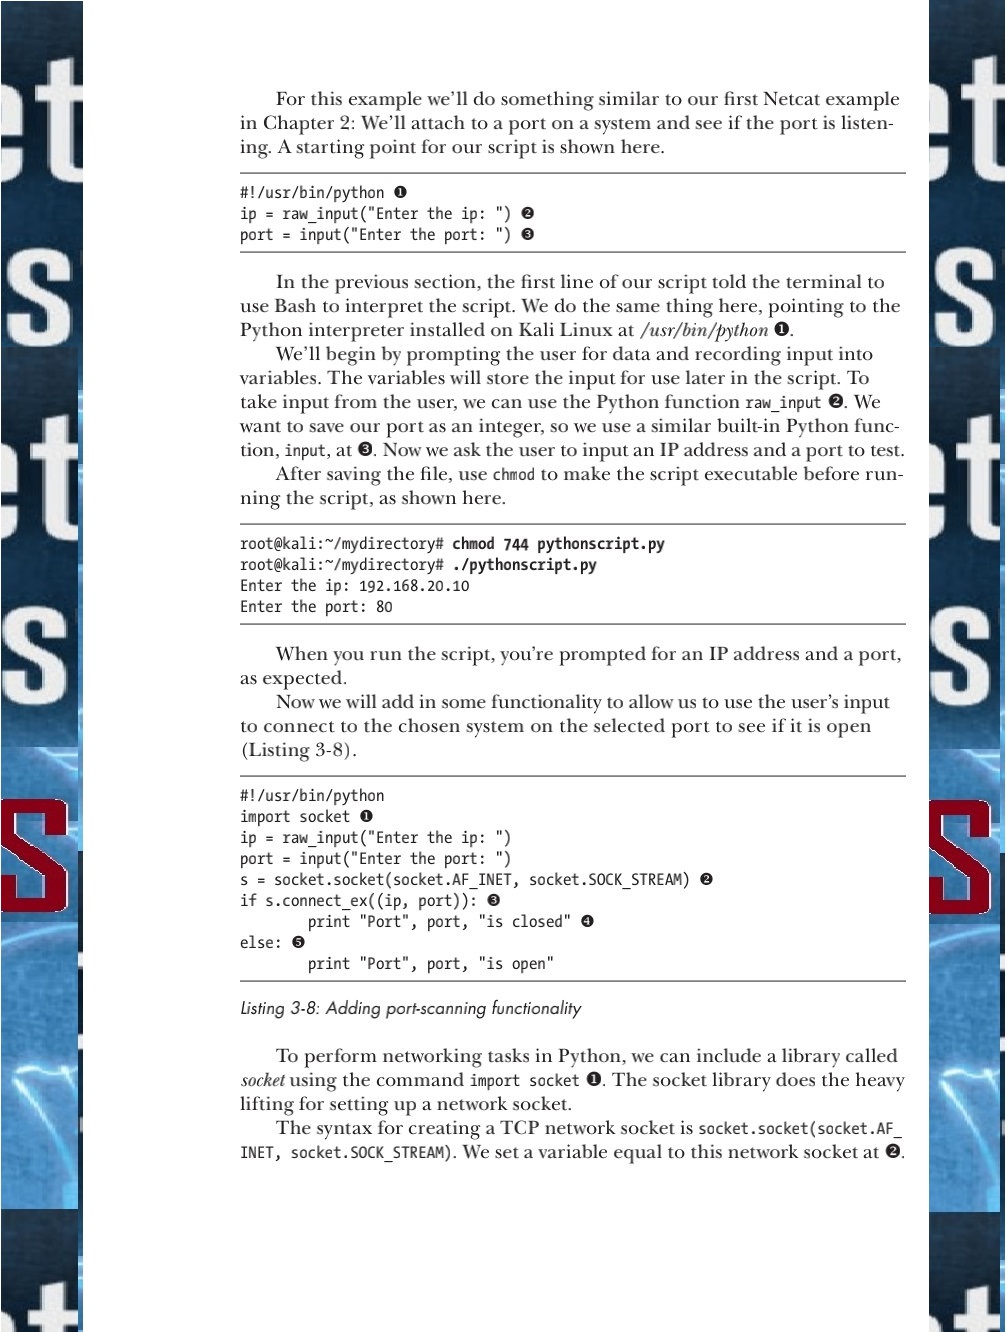 For this example we’ll do something similar to our first Netcat example
in Chapter 2: We’ll attach to a port on a system and see if the port is listen-
ing. A starting point for our script is shown here.
#!/usr/bin/python ❶
ip = raw_input("Enter the ip: ") ❷
port = input("Enter the port: ") ❸
In the previous section, the first line of our script told the terminal to
use Bash to interpret the script. We do the same thing here, pointing to the
Python interpreter installed on Kali Linux at /usr/bin/python ❶.
We’ll begin by prompting the user for data and recording input into
variables. The variables will store the input for use later in the script. To
take input from the user, we can use the Python function raw_input ❷. We
want to save our port as an integer, so we use a similar built-in Python func-
tion, input, at ❸. Now we ask the user to input an IP address and a port to test.
After saving the file, use chmod to make the script executable before run-
ning the script, as shown here.
root@kali:~/mydirectory# chmod 744 pythonscript.py
root@kali:~/mydirectory# ./pythonscript.py
Enter the ip: 192.168.20.10
Enter the port: 80
When you run the script, you’re prompted for an IP address and a port,
as expected.
Now we will add in some functionality to allow us to use the user’s input
to connect to the chosen system on the selected port to see if it is open
(Listing 3-8).
#!/usr/bin/python
import socket ❶
ip = raw_input("Enter the ip: ")
port = input("Enter the port: ")
s = socket.socket(socket.AF_INET, socket.SOCK_STREAM) ❷
if s.connect_ex((ip, port)): ❸
        print "Port", port, "is closed" ❹
else: ❺
        print "Port", port, "is open"
Listing 3-8: Adding port-scanning functionality
To perform networking tasks in Python, we can include a library called
socket using the command import socket ❶. The socket library does the heavy
lifting for setting up a network socket.
The syntax for creating a TCP network socket is socket.socket(socket.AF_
INET, socket.SOCK_STREAM). We set a variable equal to this network socket at ❷.